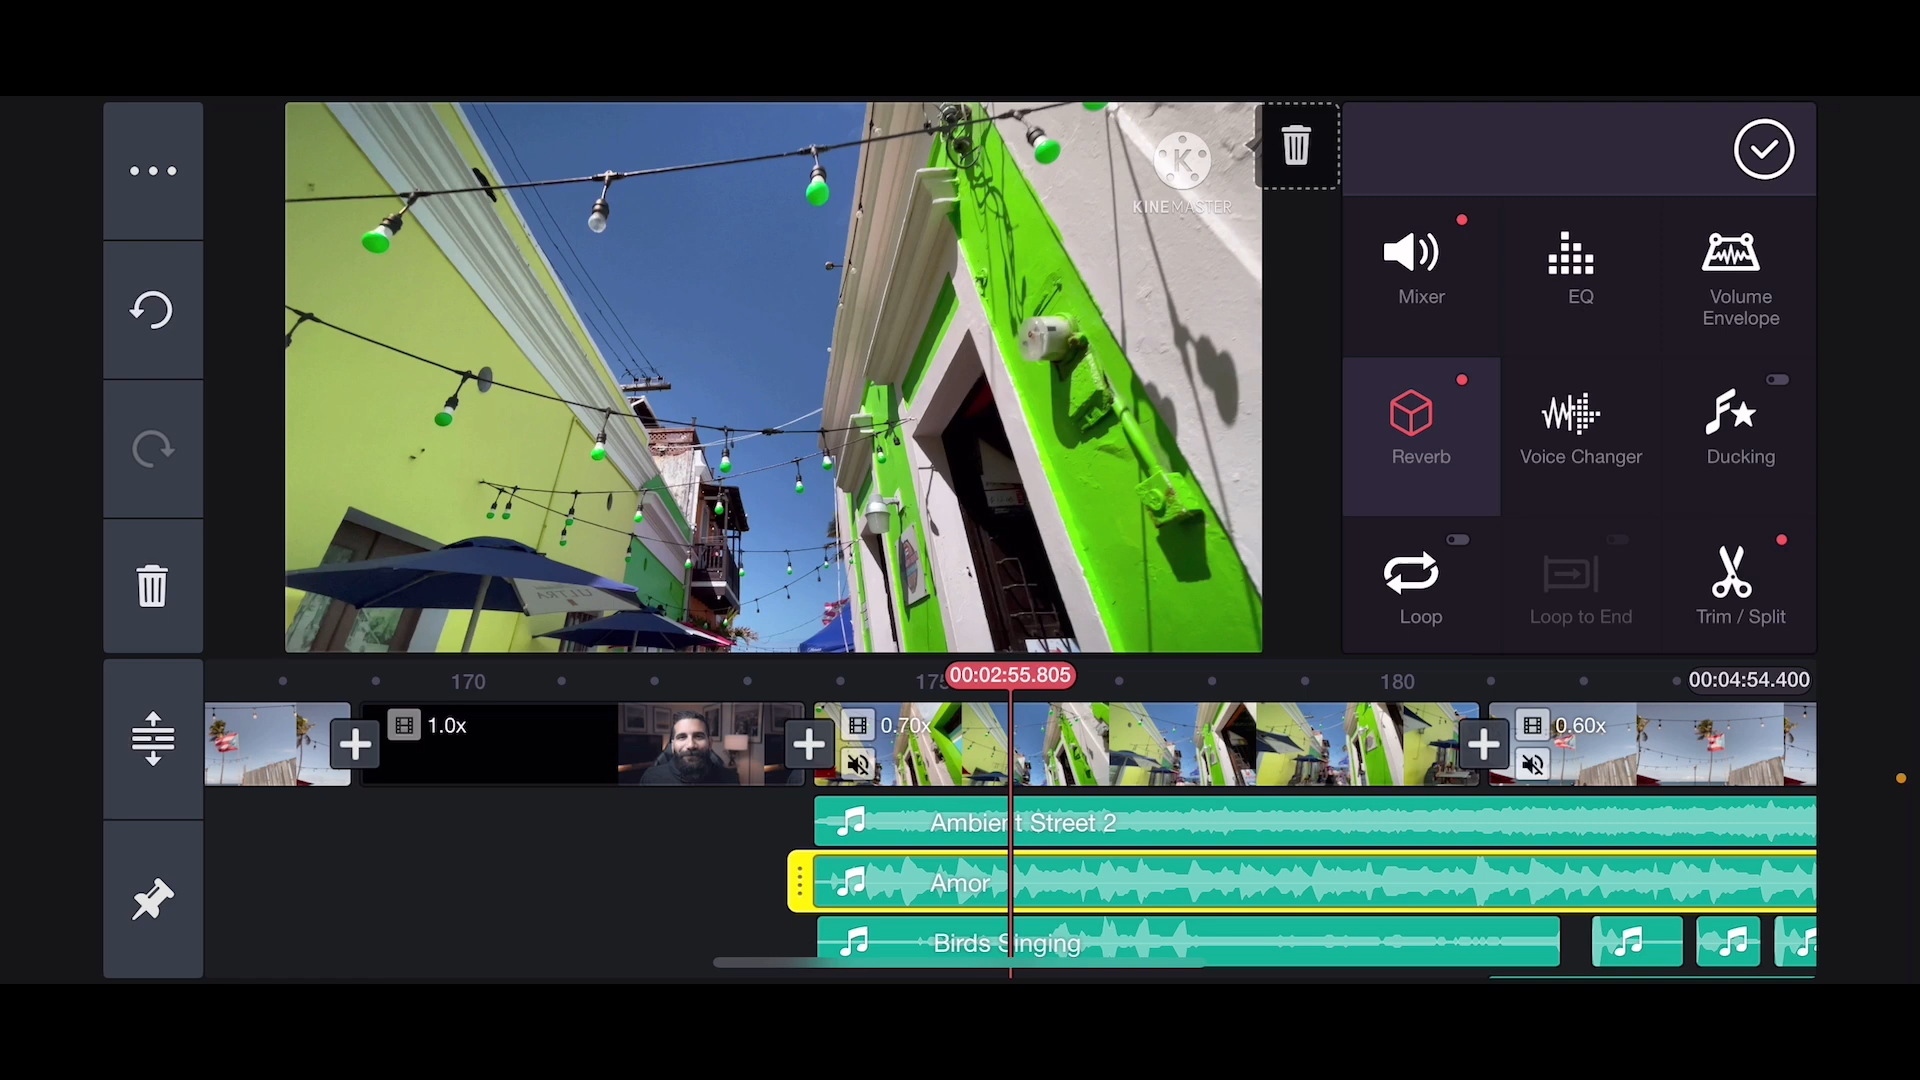 KINEMASTER
Mixer
EQ
Volume
Envelope
Reverb
Voice Changer
Ducking
Loop
Loop to End
Trim / Split
170
175
00:02:55.805
180
00:04:54.400
1.0x
0.70x
0.60x
Ambient Street 2
Amor
Birds Singing